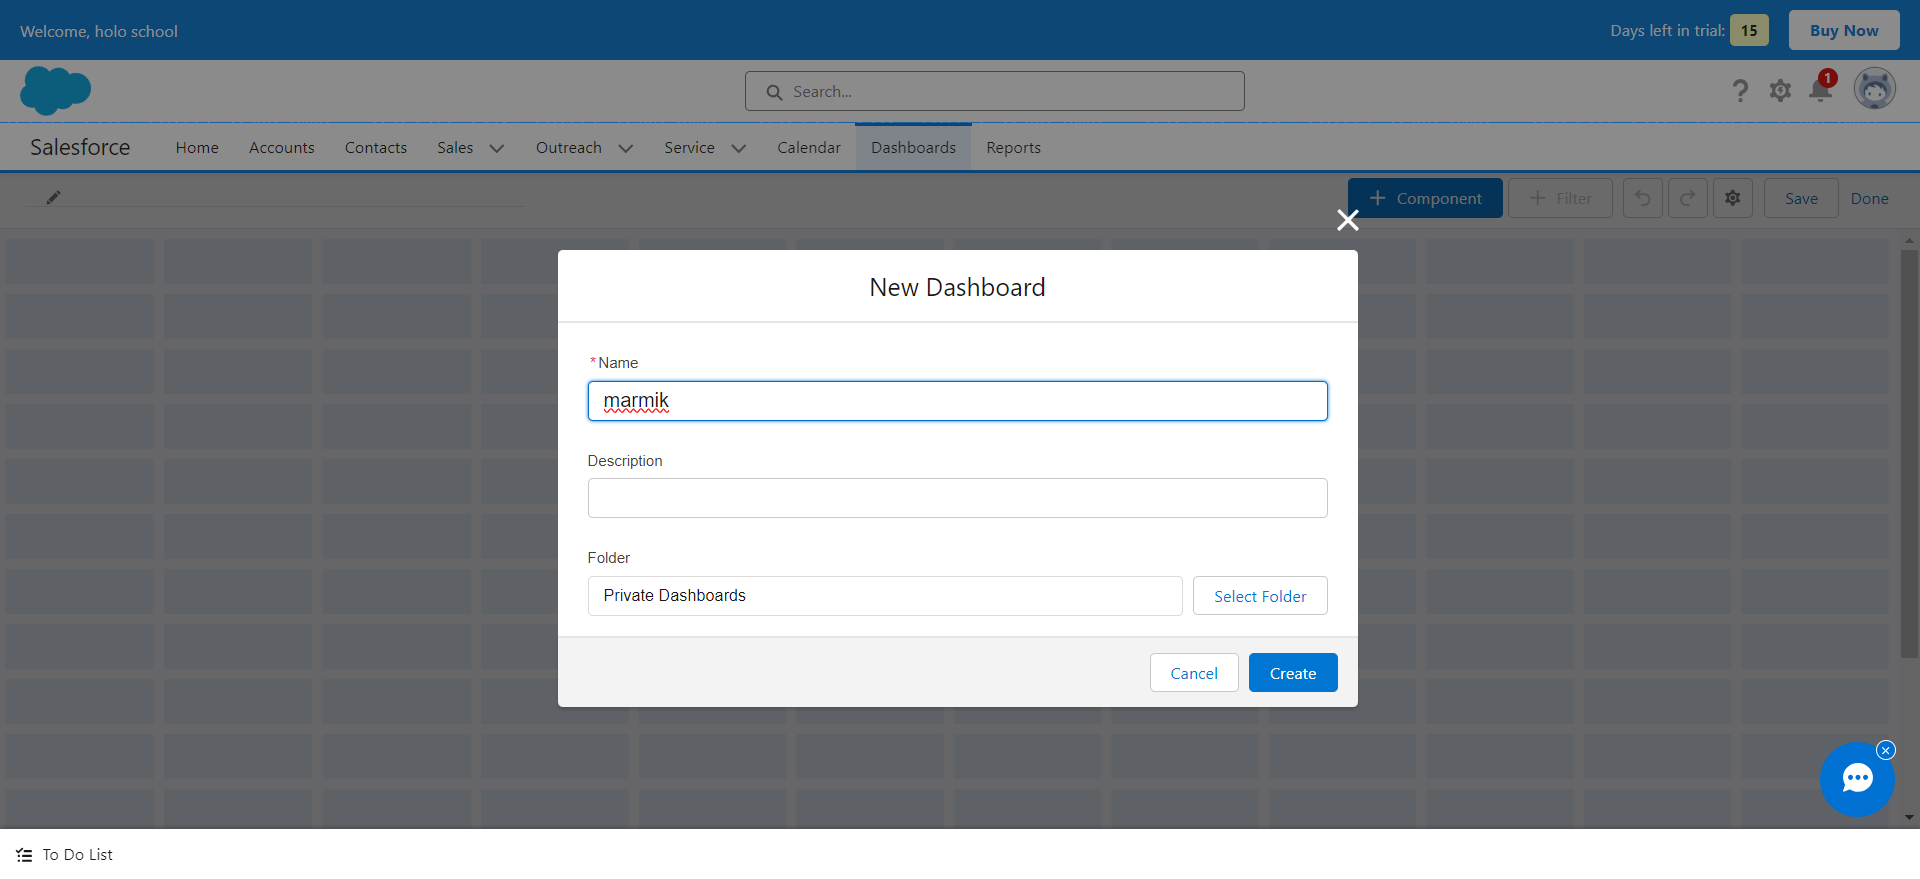 Welcome, holo school
Days left in trial: 15 Buy Now
Search...
1
Salesforce Home Accounts Contacts Sales Outreach Service Calendar Dashboards Reports
Component Filter Save Done
New Dashboard
*Name
marmik
Description
Folder
Private Dashboards Select Folder
Cancel Create
To Do List